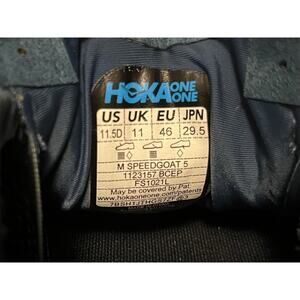 HOKA ONE ONE
US UK EU JPN
11.5D 11 46 29.5
M SPEEDGOAT 5
1123157 BCEP
FS1021L
May be covered by Pat.
www.hokaoneone.com/patents